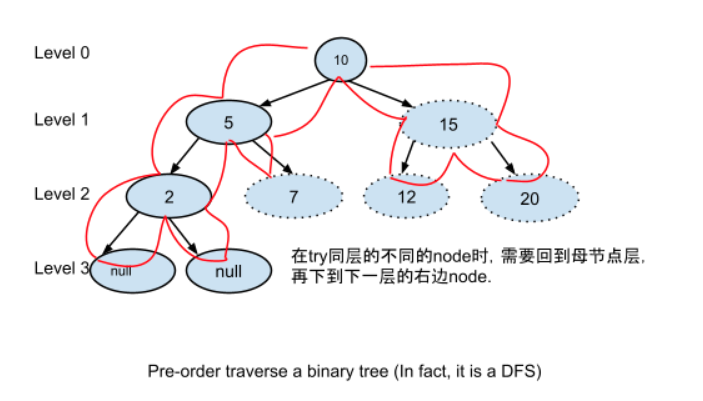 Level 0
10
Level 1
5
15
Level 2
2
7
12
20
Level 3
null
null
在try同层的不同的node时, 需要回到母节点层,
再下到下一层的右边node.
Pre-order traverse a binary tree (In fact, it is a DFS)